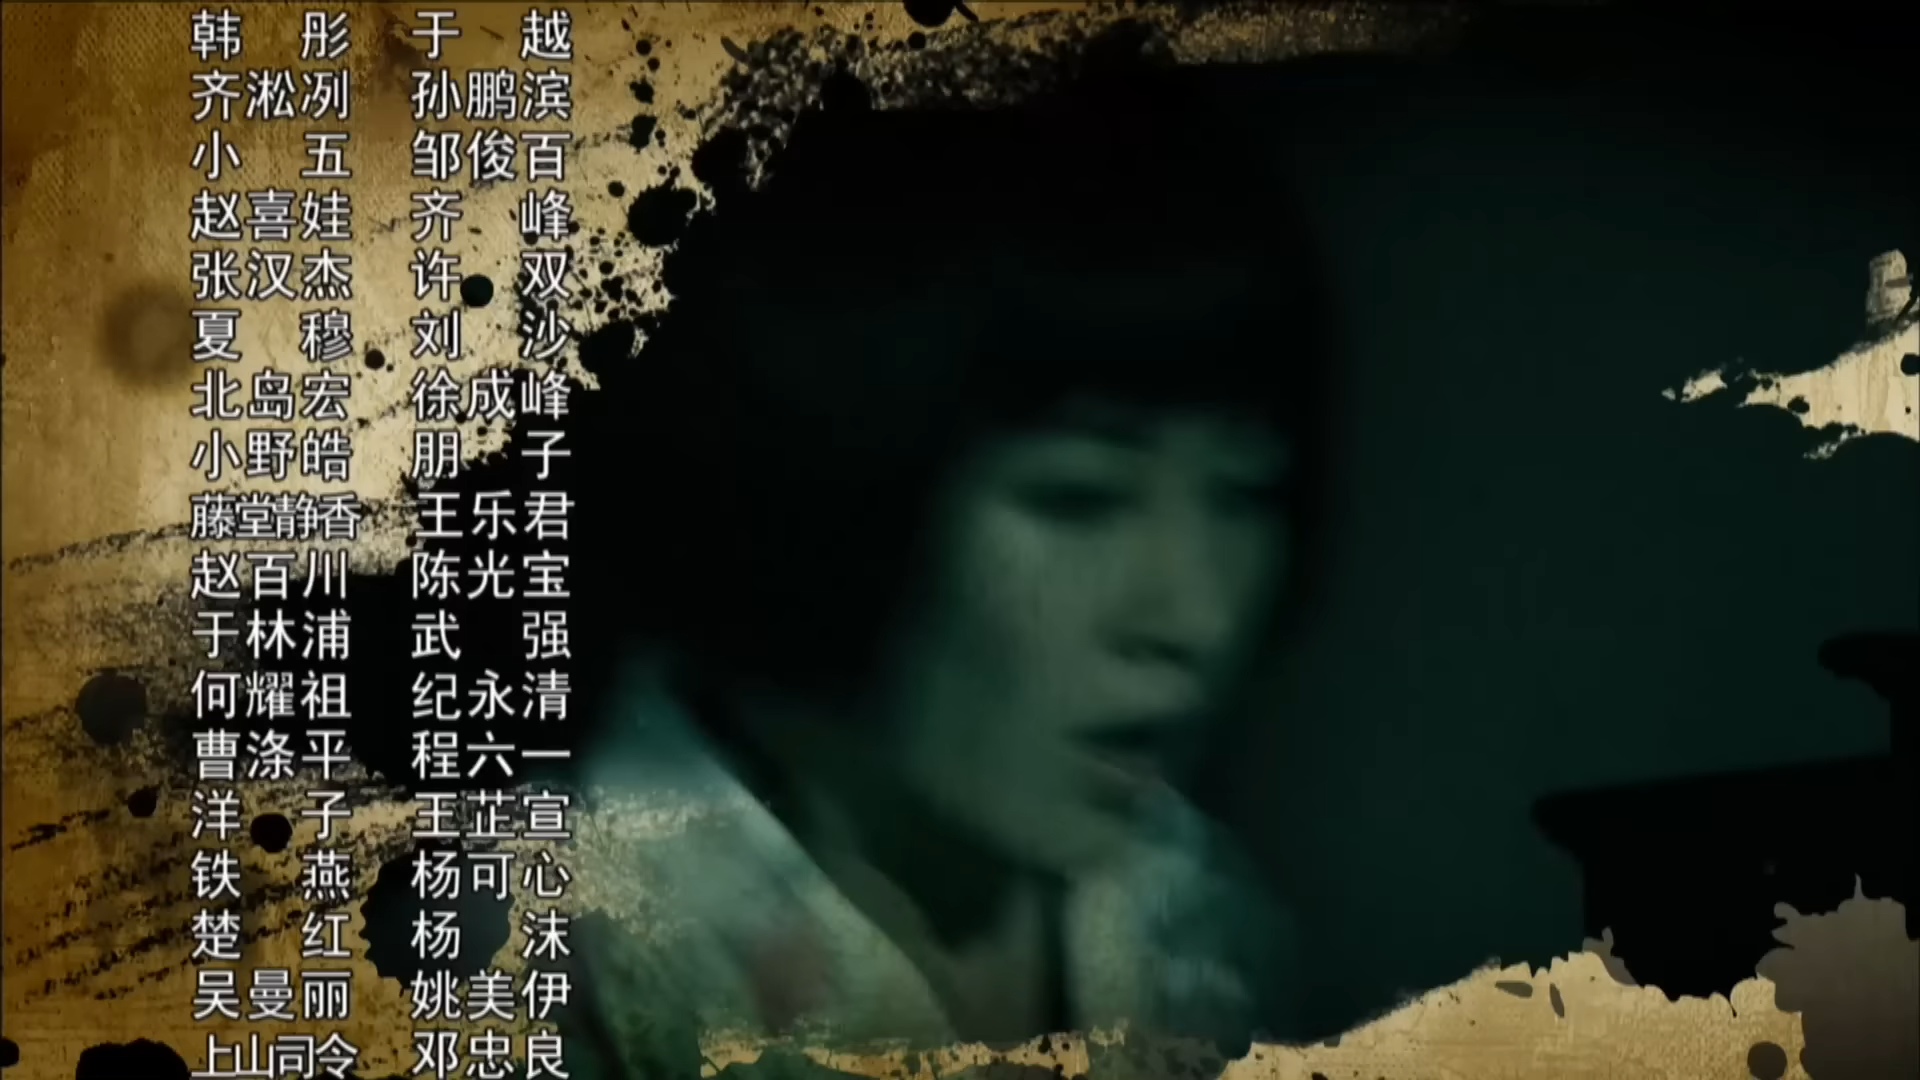 韩彤 于越
齐淞冽 孙鹏滨
小五 邹俊百
赵喜娃 齐峰
张汉杰 许双
夏穆 刘沙
北岛宏 徐成峰
小野皓 朋子
藤堂静香 王乐君
赵百川 陈光宝
于林浦 武强
何耀祖 纪永清
曹涤平 程六一
洋子 王芷宣
铁燕 杨可心
楚红 杨沫
吴曼丽 姚美伊
上山司令 邓忠良